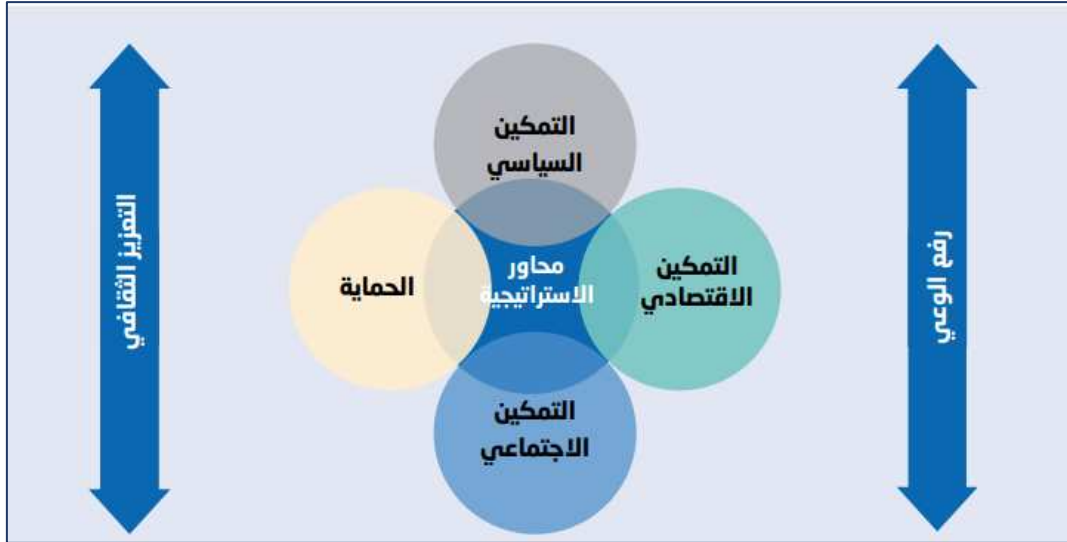 التمكين
السياسي
رفع الوعي
التمكين
الاقتصادي
محاور
الاستراتيجية
الحماية
التعزيز الثقافي
التمكين
الاجتماعي